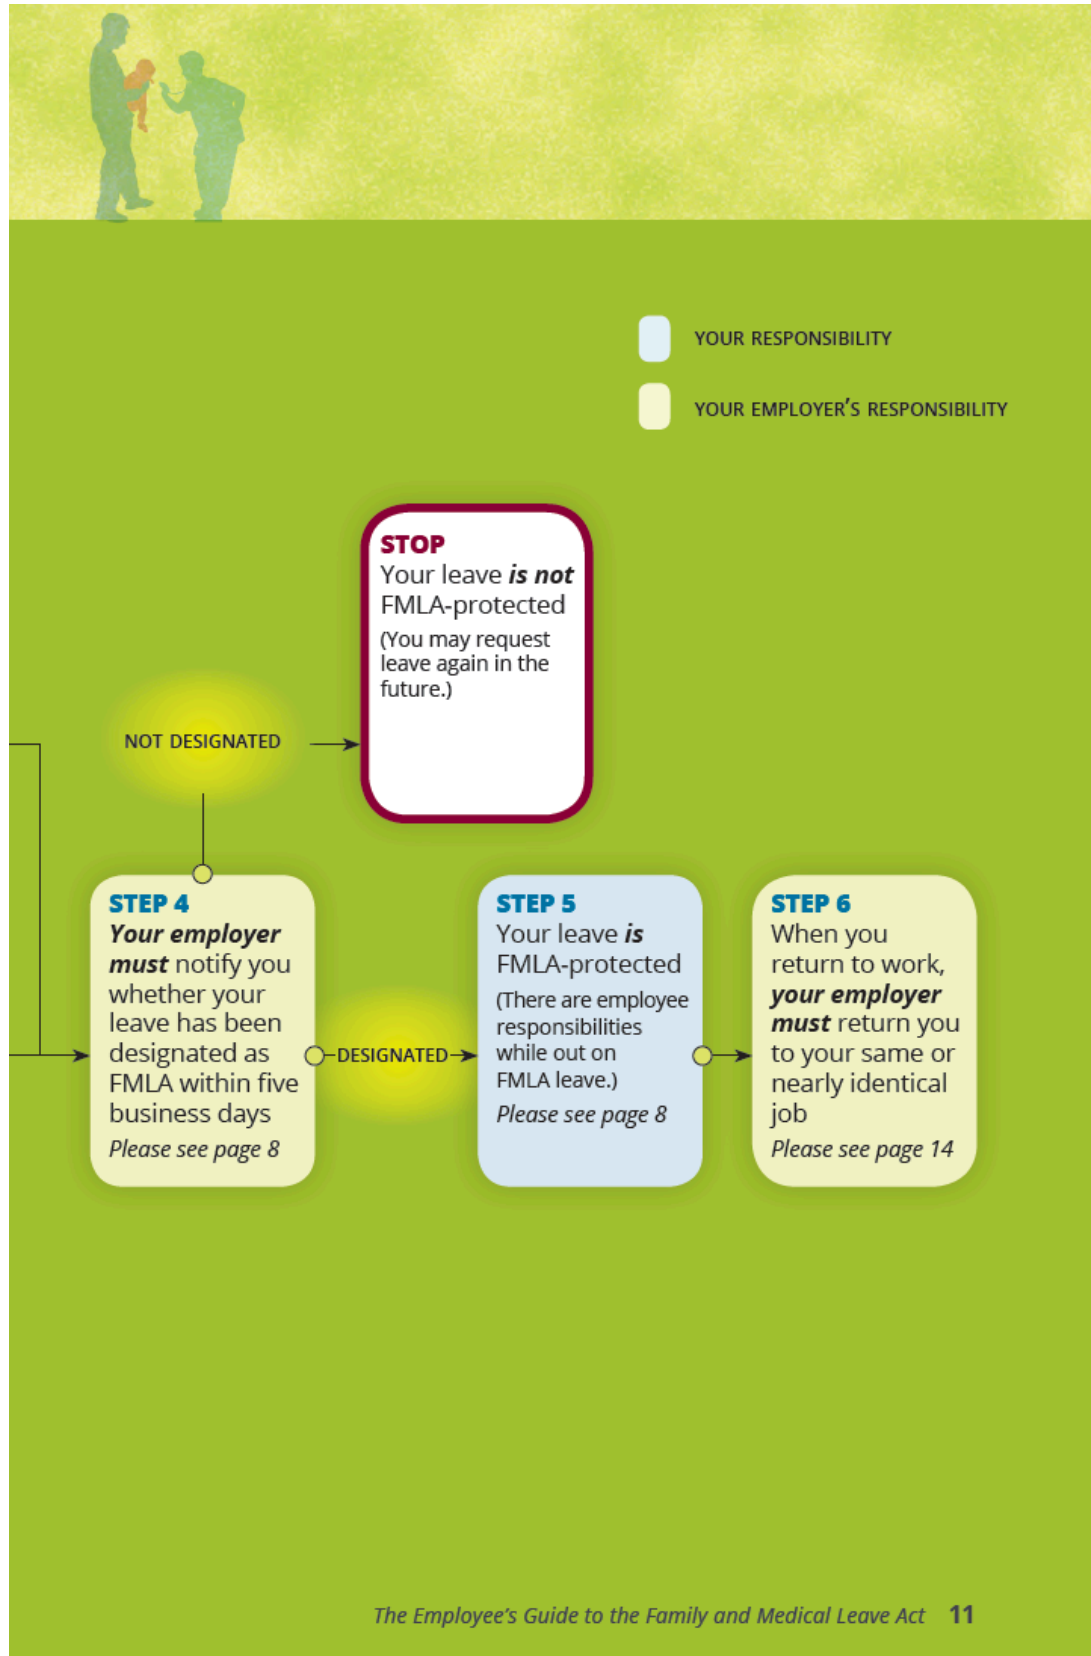 YOUR RESPONSIBILITY
YOUR EMPLOYER'S RESPONSIBILITY
STOP
Your leave is not
FMLA-protected
(You may request
leave again in the
future.)
NOT DESIGNATED
STEP 4
Your employer
must notify you
whether your
leave has been
designated as
FMLA within five
business days
Please see page 8
DESIGNATED
STEP 5
Your leave is
FMLA-protected
(There are employee
responsibilities
while out on
FMLA leave.)
Please see page 8
STEP 6
When you
return to work,
your employer
must return you
to your same or
nearly identical
job
Please see page 14
The Employee's Guide to the Family and Medical Leave Act 11